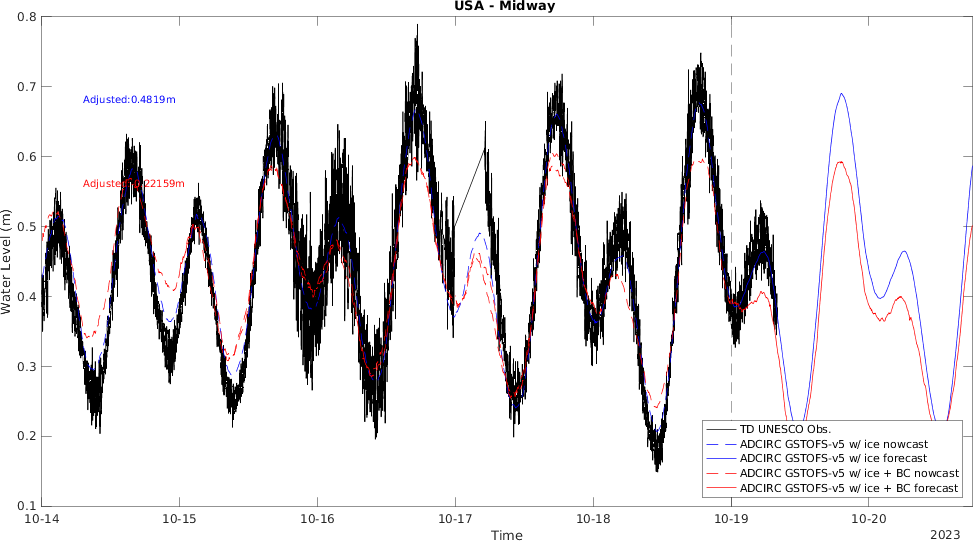 USA - Midway
0.8
0.7
0.6
0.5
0.4
0.3
0.2
0.1
Water Level (m)
Adjusted:0.4819m
22159m
TD UNESCO Obs.
ADCIRC GSTOFS-v5 w/ ice nowcast
ADCIRC GSTOFS-v5 w/ ice forecast
ADCIRC GSTOFS-v5 w/ ice + BC nowcast
ADCIRC GSTOFS-v5 w/ ice + BC forecast
10-14
10-15
10-16
10-17
10-18
10-19
10-20
Time
2023